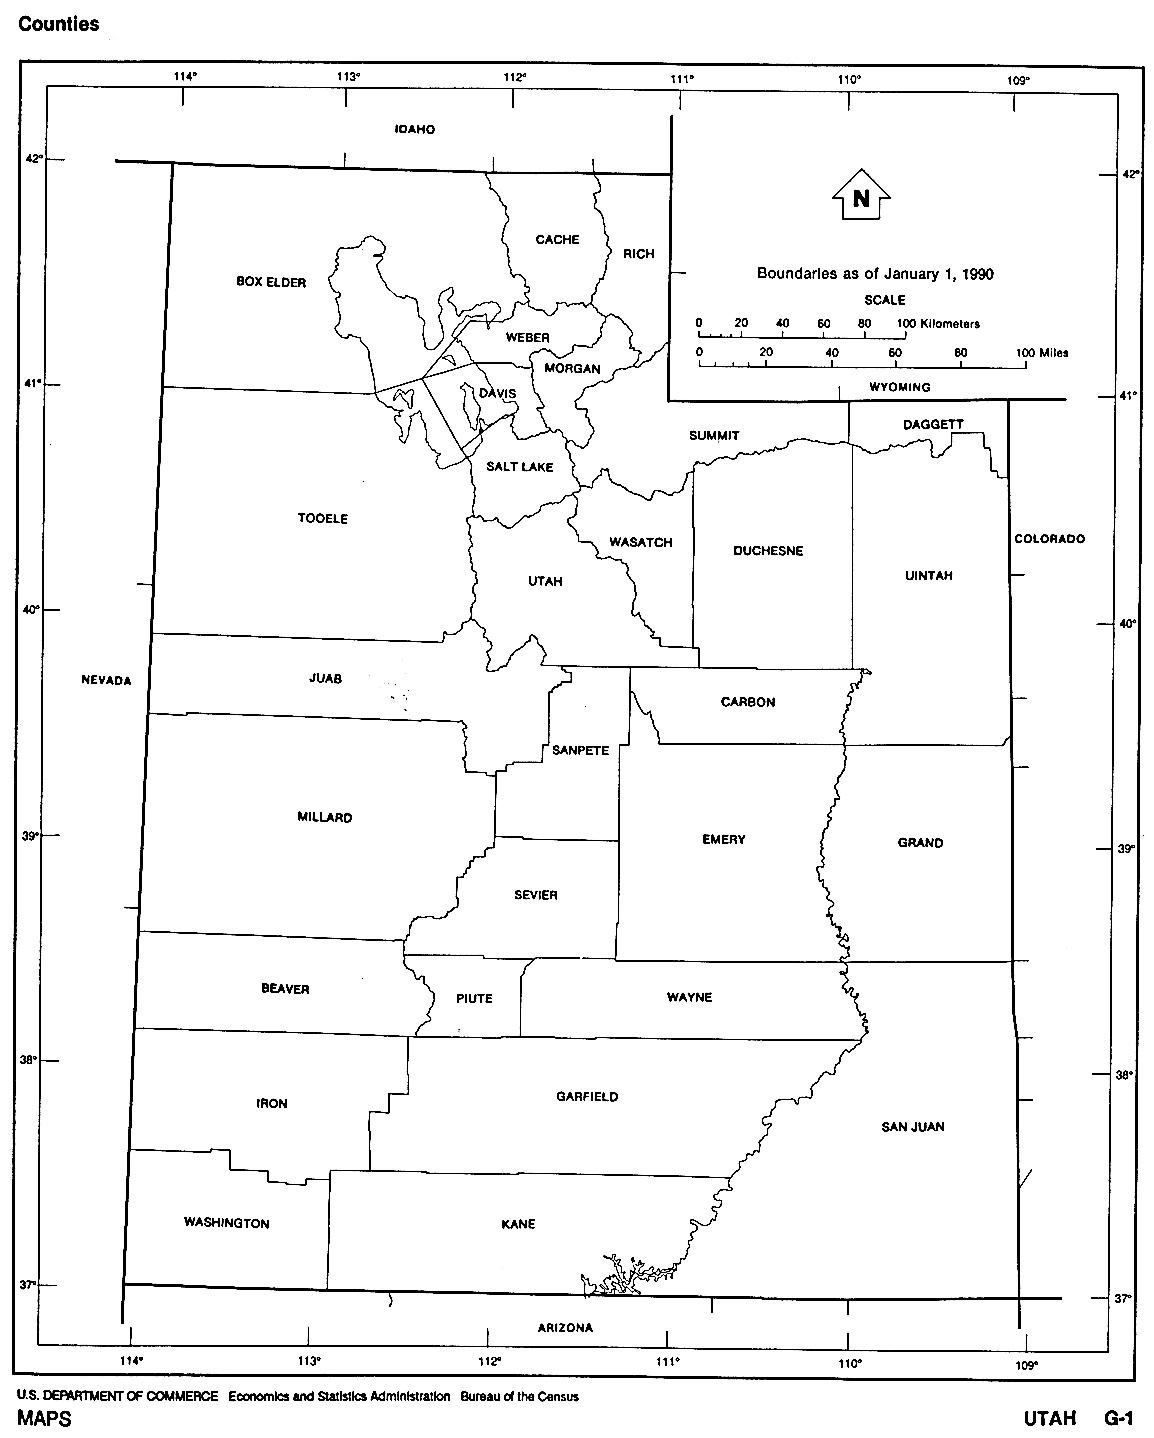 Counties
114° 113° 112° 111° 110° 109°
IDAHO
42° 42°
N
CACHE
RICH
BOX ELDER
Boundaries as of January 1, 1990
SCALE
0 20 40 60 80 100 Kilometers
WEBER
0 20 40 60 80 100 Miles
MORGAN
41° WYOMING 41°
DAVIS
DAGGETT
SUMMIT
SALT LAKE
TOOELE
WASATCH
DUCHESNE
COLORADO
UTAH
UINTAH
40° 40°
NEVADA
JUAB
CARBON
SANPETE
MILLARD
39° EMERY GRAND 39°
SEVIER
BEAVER
PIUTE
WAYNE
38° 38°
IRON
GARFIELD
SAN JUAN
WASHINGTON
KANE
37° 37°
ARIZONA
114° 113° 112° 111° 110° 109°
U.S. DEPARTMENT OF COMMERCE Economics and Statistics Administration Bureau of the Census
MAPS UTAH G-1